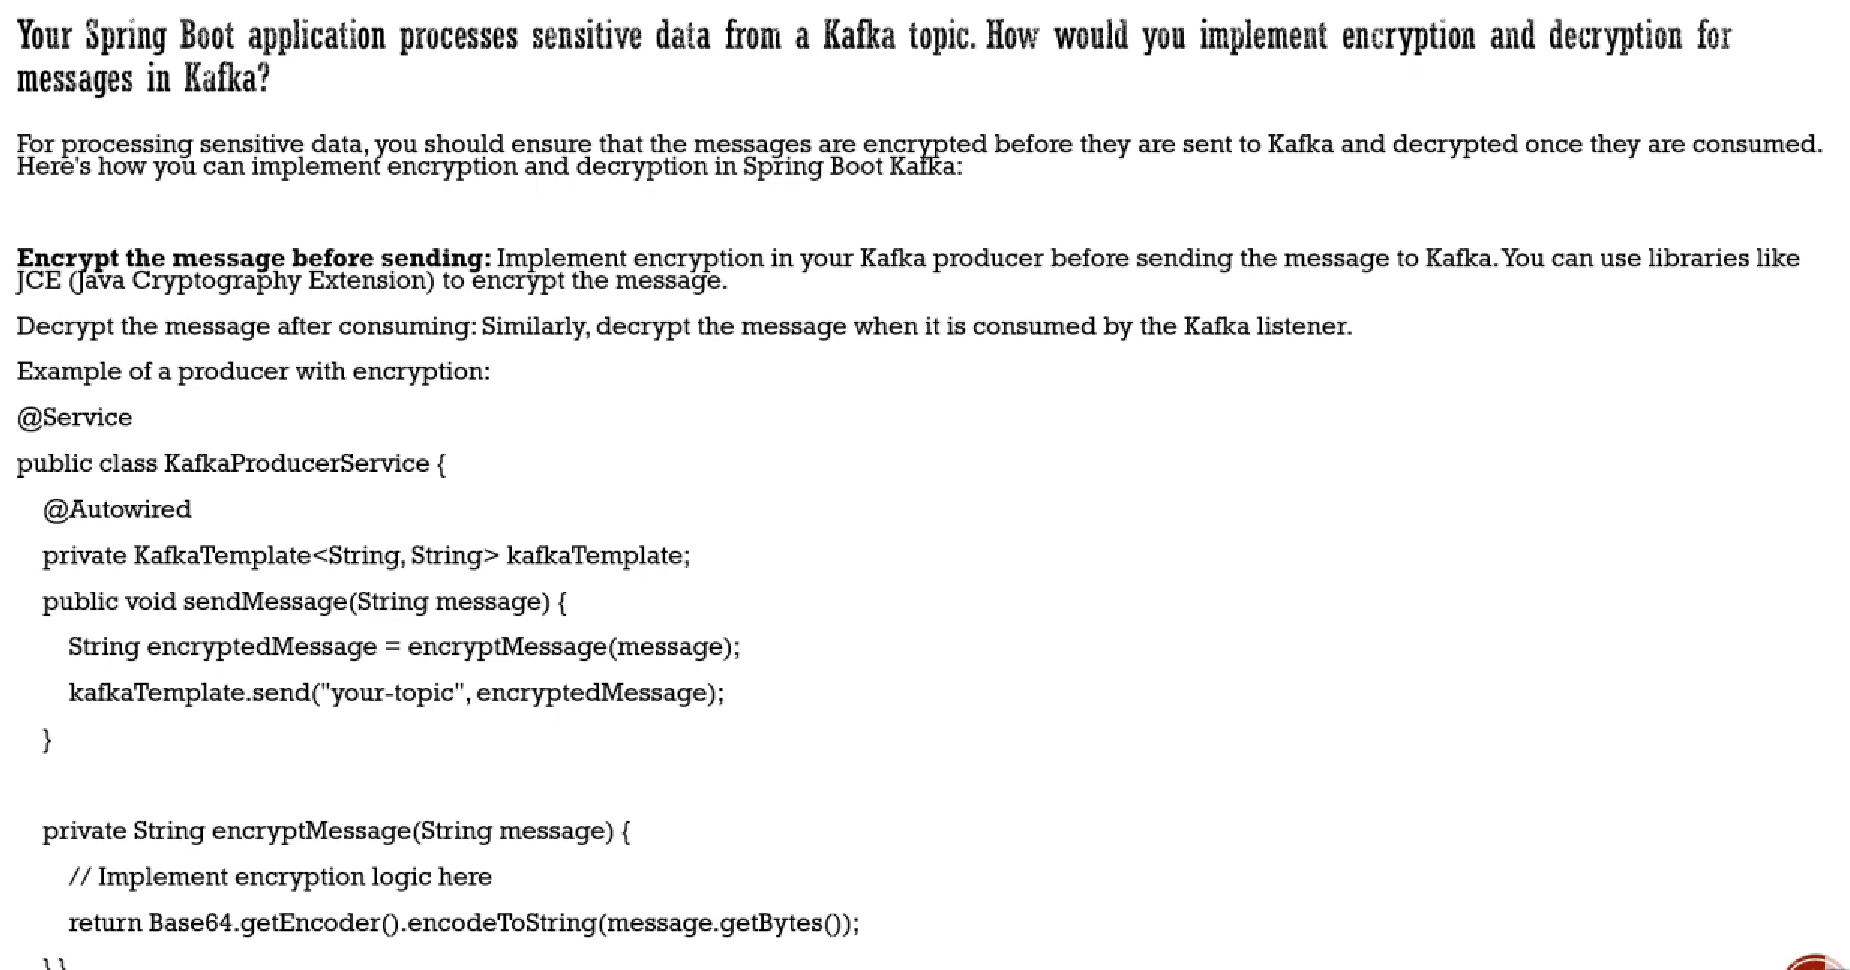 Your Spring Boot application processes sensitive data from a Kafka topic. How would you implement encryption and decryption for
messages in Kafka?
For processing sensitive data, you should ensure that the messages are encrypted before they are sent to Kafka and decrypted once they are consumed.
Here's how you can implement encryption and decryption in Spring Boot Kafka:
Encrypt the message before sending: Implement encryption in your Kafka producer before sending the message to Kafka. You can use libraries like
JCE (Java Cryptography Extension) to encrypt the message.
Decrypt the message after consuming: Similarly, decrypt the message when it is consumed by the Kafka listener.
Example of a producer with encryption:
@Service
public class KafkaProducerService {
@Autowired
private KafkaTemplate<String, String> kafkaTemplate;
public void sendMessage(String message) {
String encryptedMessage = encryptMessage(message);
kafkaTemplate.send("your-topic", encryptedMessage);
}
private String encryptMessage(String message) {
// Implement encryption logic here
return Base64.getEncoder().encodeToString(message.getBytes());
} }